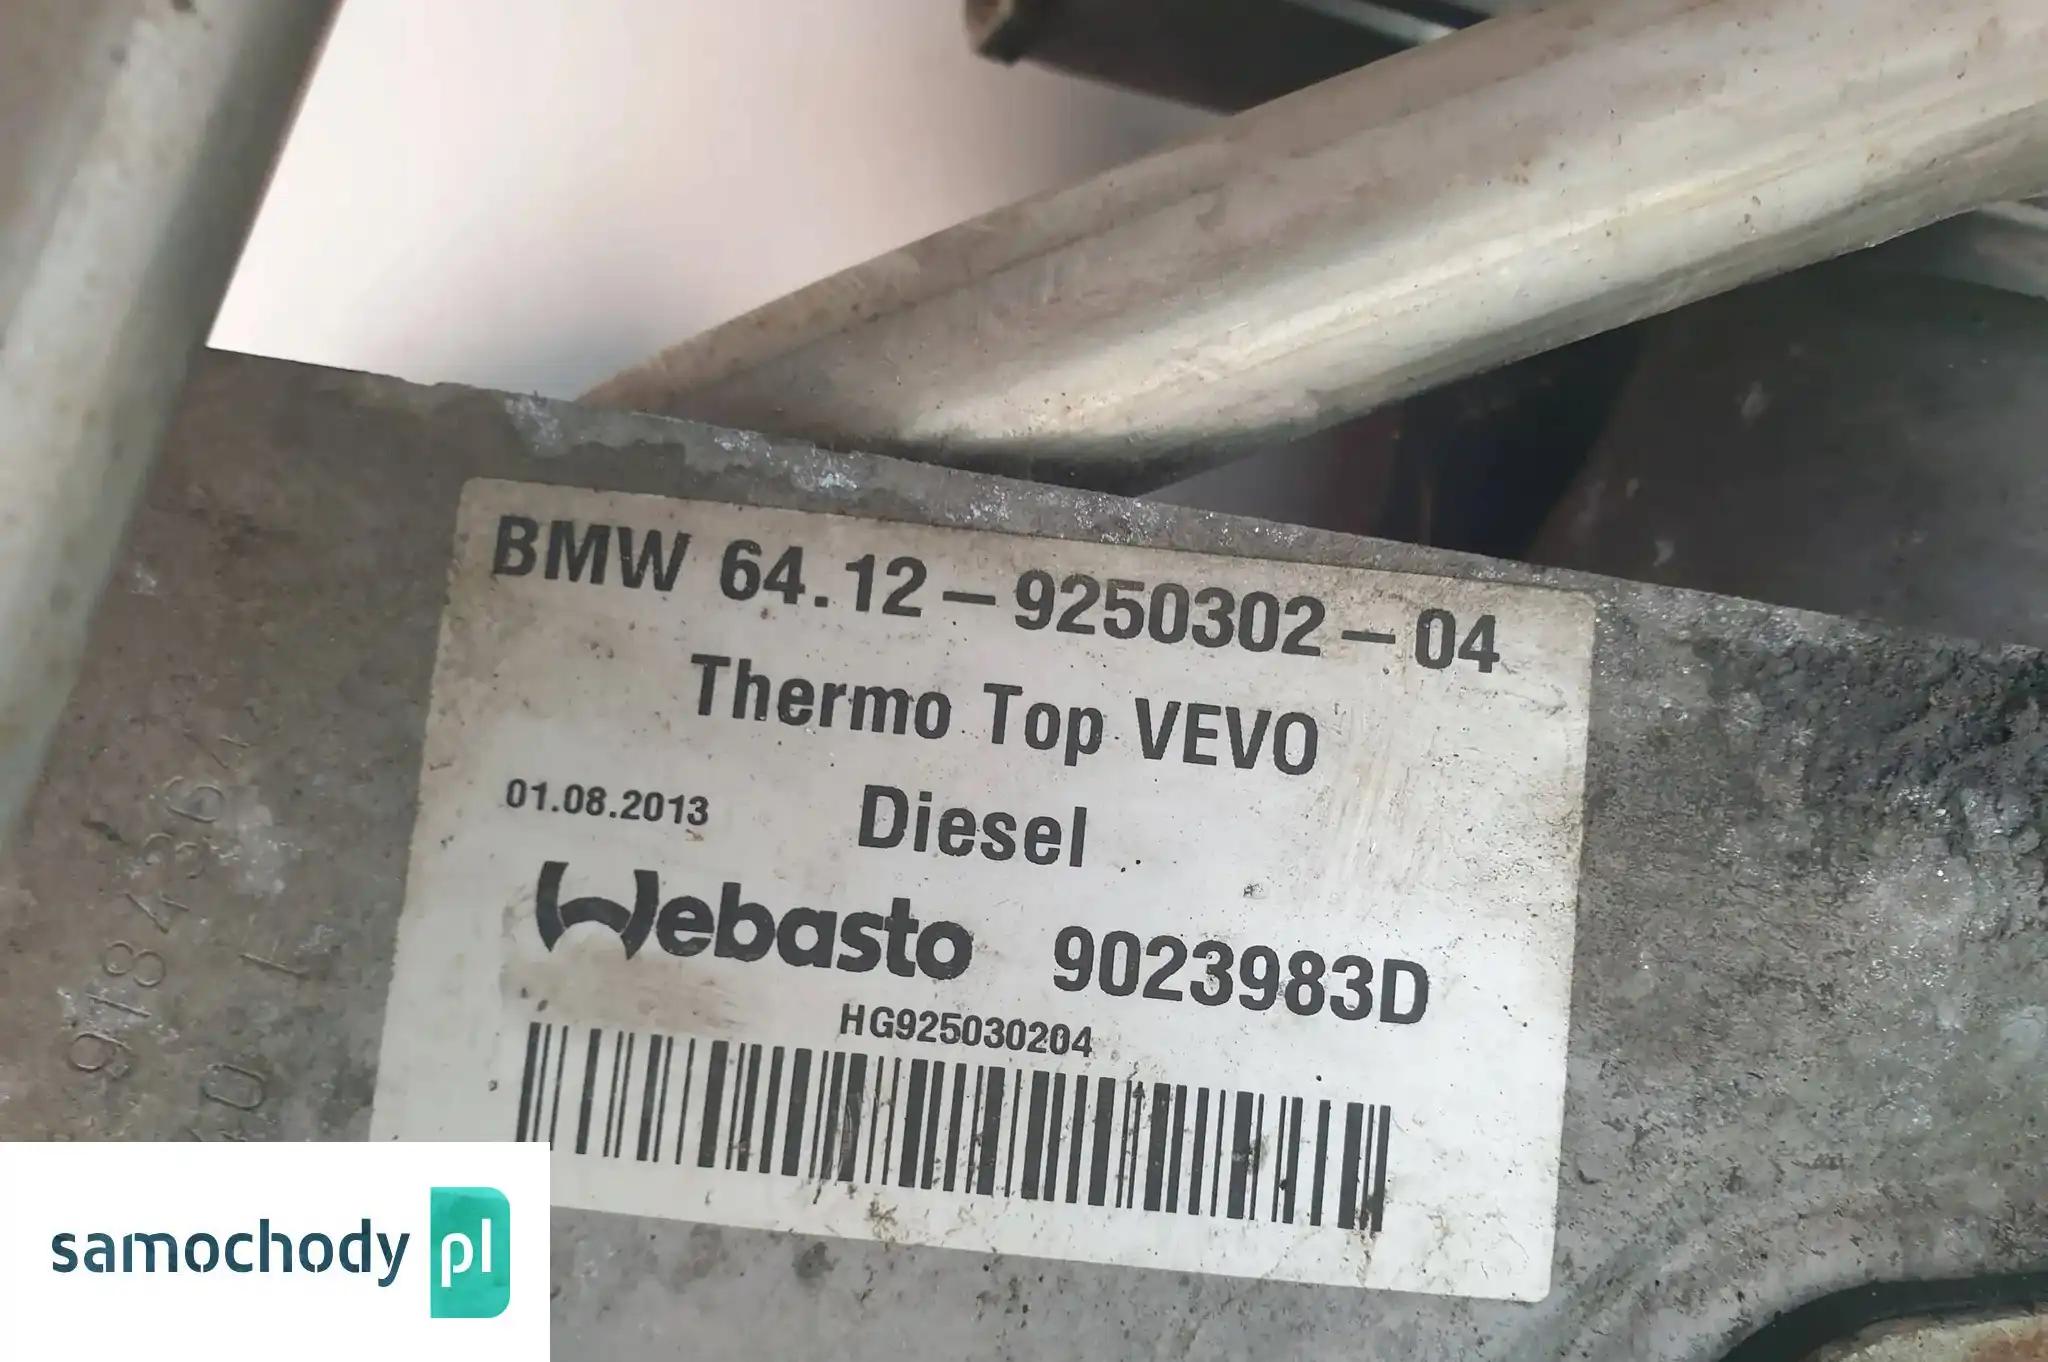 BMW 64.12-9250302-04
Thermo Top VEVO
01.08.2013 Diesel
Webasto 9023983D
HG925030204
samochody pl